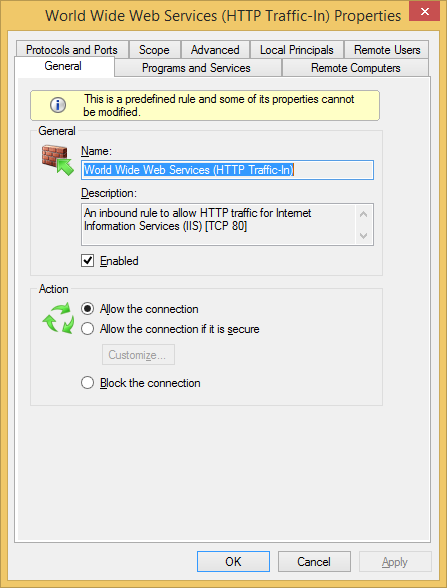 World Wide Web Services (HTTP Traffic-In) Properties
Protocols and Ports
Scope
Advanced
Local Principals
Remote Users
General
Programs and Services
Remote Computers
This is a predefined rule and some of its properties cannot
be modified.
General
Name:
World Wide Web Services (HTTP Traffic-In)
Description:
An inbound rule to allow HTTP traffic for Internet
Information Services (IIS) [TCP 80]
Enabled
Action
Allow the connection
Allow the connection if it is secure
Customize...
Block the connection
OK
Cancel
Apply